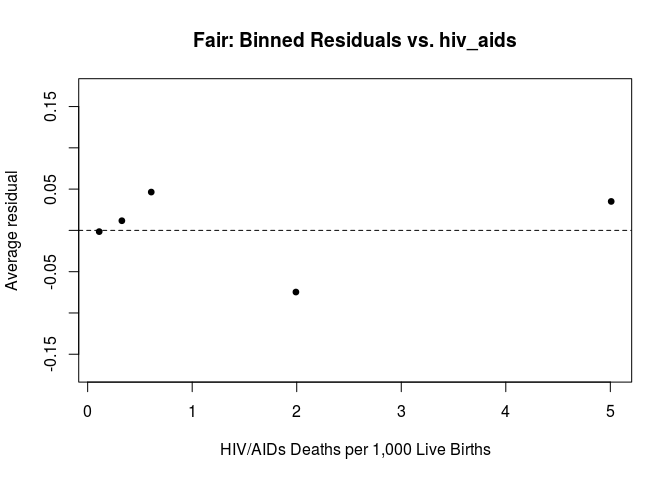 Fair: Binned Residuals vs. hiv_aids
Average residual
0.15
0.05
-0.05
-0.15
0 1 2 3 4 5
HIV/AIDs Deaths per 1,000 Live Births